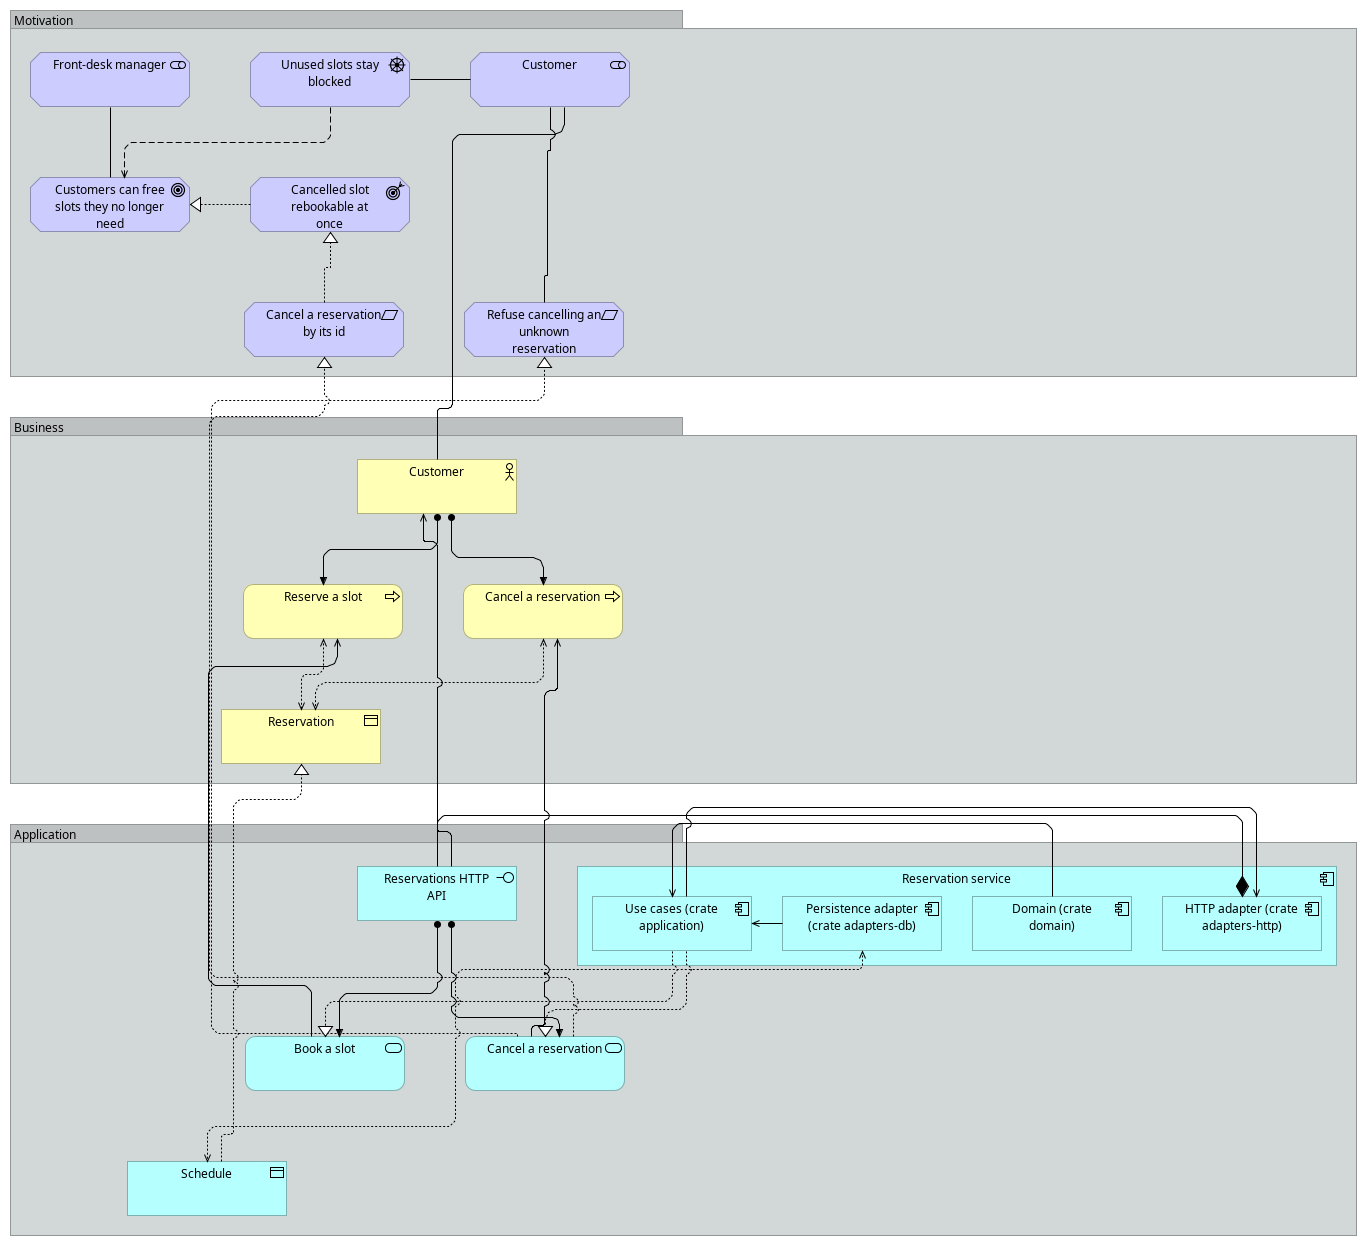 Motivation
Front-desk manager
Unused slots stay
blocked
Customer
Customers can free
slots they no longer
need
Cancelled slot
rebookable at
once
Cancel a reservation
by its id
Refuse cancelling an
unknown
reservation
Business
Customer
Reserve a slot
Cancel a reservation
Reservation
Application
Reservations HTTP
API
Reservation service
Use cases (crate
application)
Persistence adapter
(crate adapters-db)
Domain (crate
domain)
HTTP adapter (crate
adapters-http)
Book a slot
Cancel a reservation
Schedule